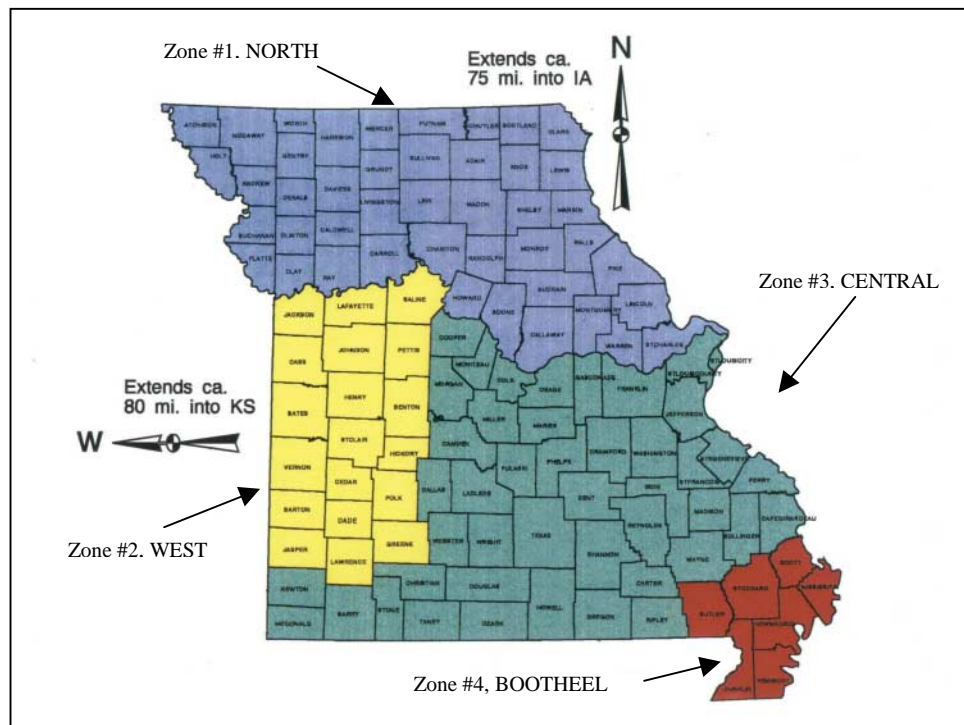 Zone #1. NORTH
Extends ca.
75 mi. into IA
N
ATCHISON
NODAWAY
WORTH
HARRISON
MERCER
PUTNAM
SCHUYLER
SCOTLAND
CLARK
HOLT
GENTRY
SULLIVAN
ADAIR
KNOX
LEWIS
ANDREW
GRUNDY
DEKALB
DAVIESS
LIVINGSTON
LINN
MACON
SHELBY
MARION
BUCHANAN
CLINTON
CALDWELL
CHARITON
RANDOLPH
MONROE
RALLS
PLATTE
CLAY
RAY
CARROLL
PIKE
AUDRAIN
Zone #3. CENTRAL
JACKSON
LAFAYETTE
SALINE
HOWARD
BOONE
CALLAWAY
MONTGOMERY
LINCOLN
WARREN
ST.CHARLES
CASS
JOHNSON
PETTIS
COOPER
MONITEAU
MORGAN
COLE
OSAGE
GASCONADE
FRANKLIN
ST.LOUISCITY
ST.LOUISCOUNTY
JEFFERSON
Extends ca.
80 mi. into KS
W
BATES
HENRY
BENTON
MILLER
MARIES
CAMDEN
ST.CLAIR
HICKORY
VERNON
CEDAR
POLK
DALLAS
LACLEDE
PULASKI
PHELPS
CRAWFORD
WASHINGTON
STE.GENEVIEVE
ST.FRANCOIS
PERRY
BARTON
DADE
DENT
IRON
MADISON
REYNOLDS
CAPEGIRARDEAU
BOLLINGER
Zone #2. WEST
JASPER
GREENE
WEBSTER
WRIGHT
TEXAS
SHANNON
WAYNE
LAWRENCE
NEWTON
CHRISTIAN
DOUGLAS
CARTER
SCOTT
STODDARD
MISSISSIPPI
BUTLER
MCDONALD
BARRY
STONE
TANEY
OZARK
HOWELL
OREGON
RIPLEY
Zone #4, BOOTHEEL